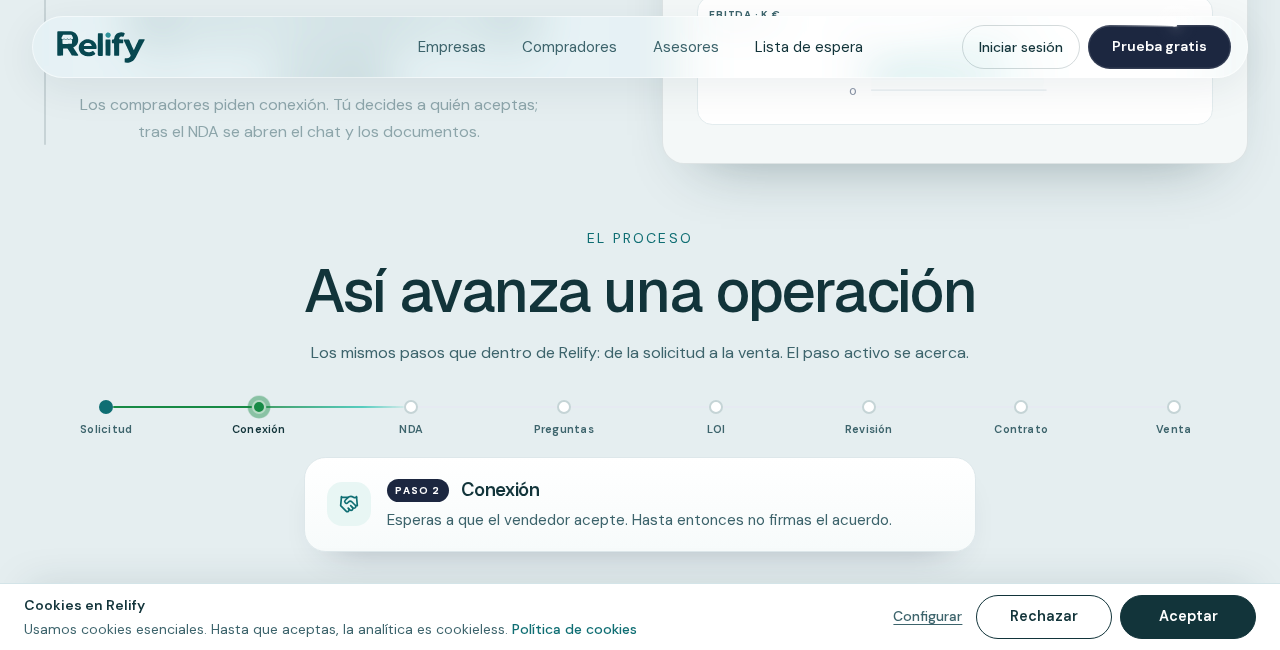 EBITDA · K €
Relify
Empresas
Compradores
Asesores
Lista de espera
Iniciar sesión
Prueba gratis
0
Los compradores piden conexión. Tú decides a quién aceptas;
tras el NDA se abren el chat y los documentos.
EL PROCESO
Así avanza una operación
Los mismos pasos que dentro de Relify: de la solicitud a la venta. El paso activo se acerca.
Solicitud
Conexión
NDA
Preguntas
LOI
Revisión
Contrato
Venta
PASO 2
Conexión
Esperas a que el vendedor acepte. Hasta entonces no firmas el acuerdo.
Cookies en Relify
Usamos cookies esenciales. Hasta que aceptas, la analítica es cookieless. Política de cookies
Configurar
Rechazar
Aceptar